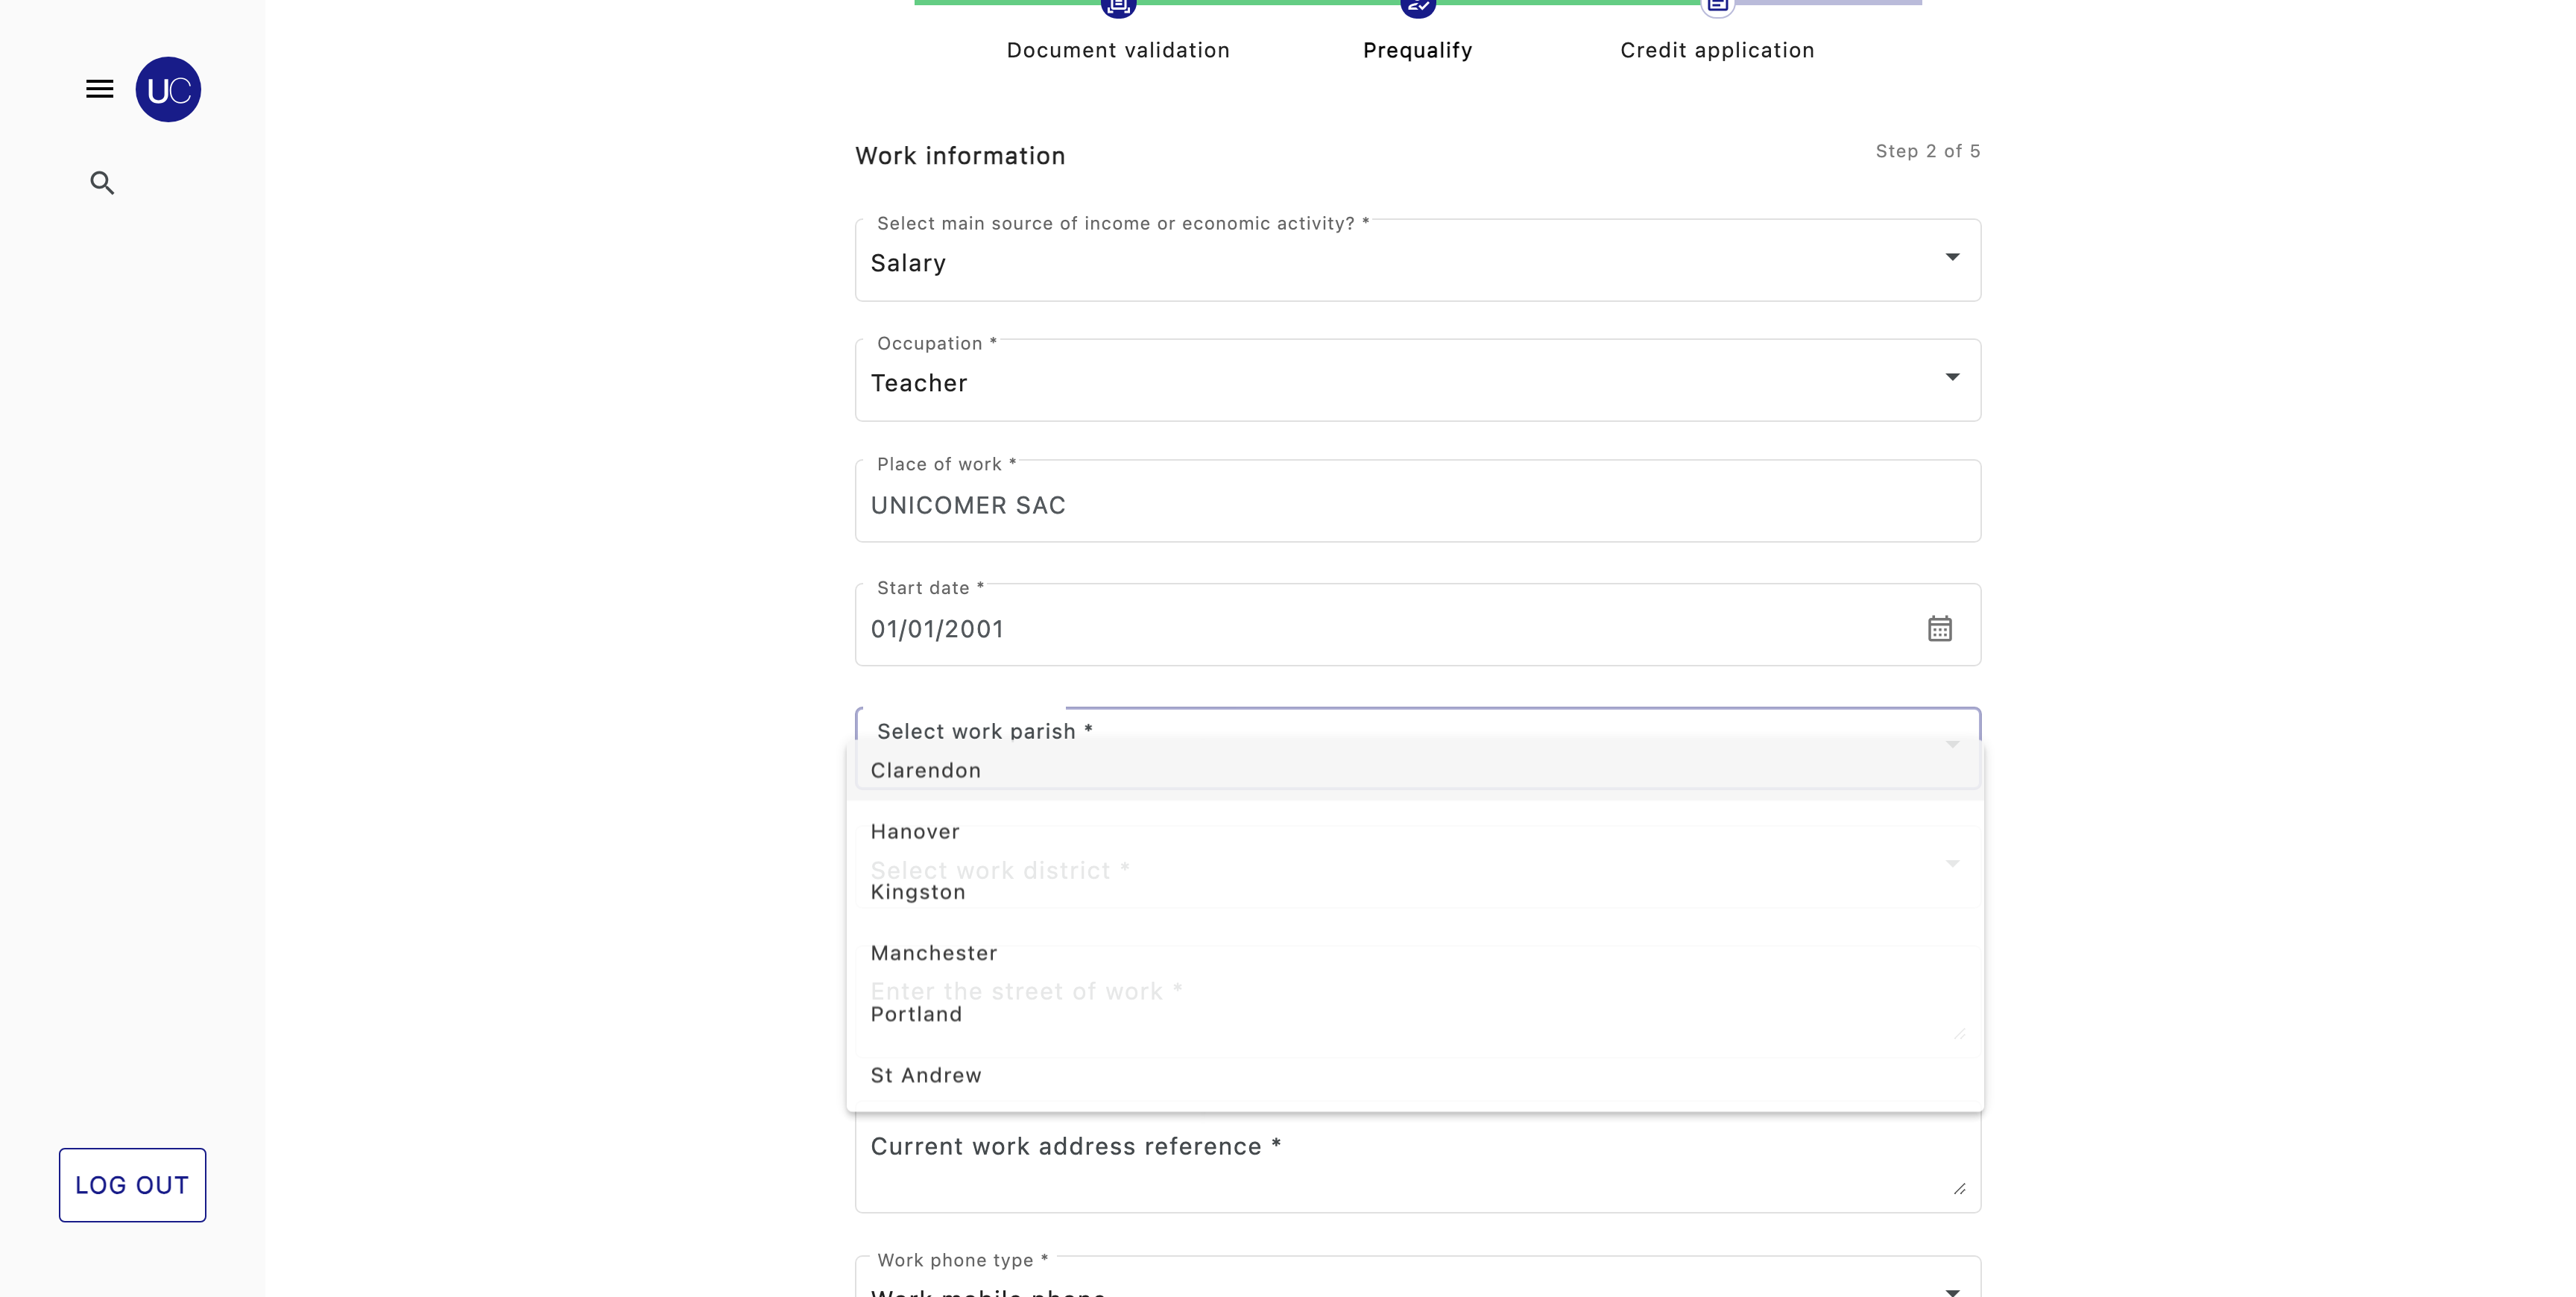 Document validation
Prequalify
Credit application
UC
Work information
Step 2 of 5
Select main source of income or economic activity? *
Salary
Occupation *
Teacher
Place of work *
UNICOMER SAC
Start date *
01/01/2001
Select work parish *
Clarendon
Hanover
Select work district *
Kingston
Manchester
Enter the street of work *
Portland
St Andrew
Current work address reference *
LOG OUT
Work phone type *
Work mobile phone